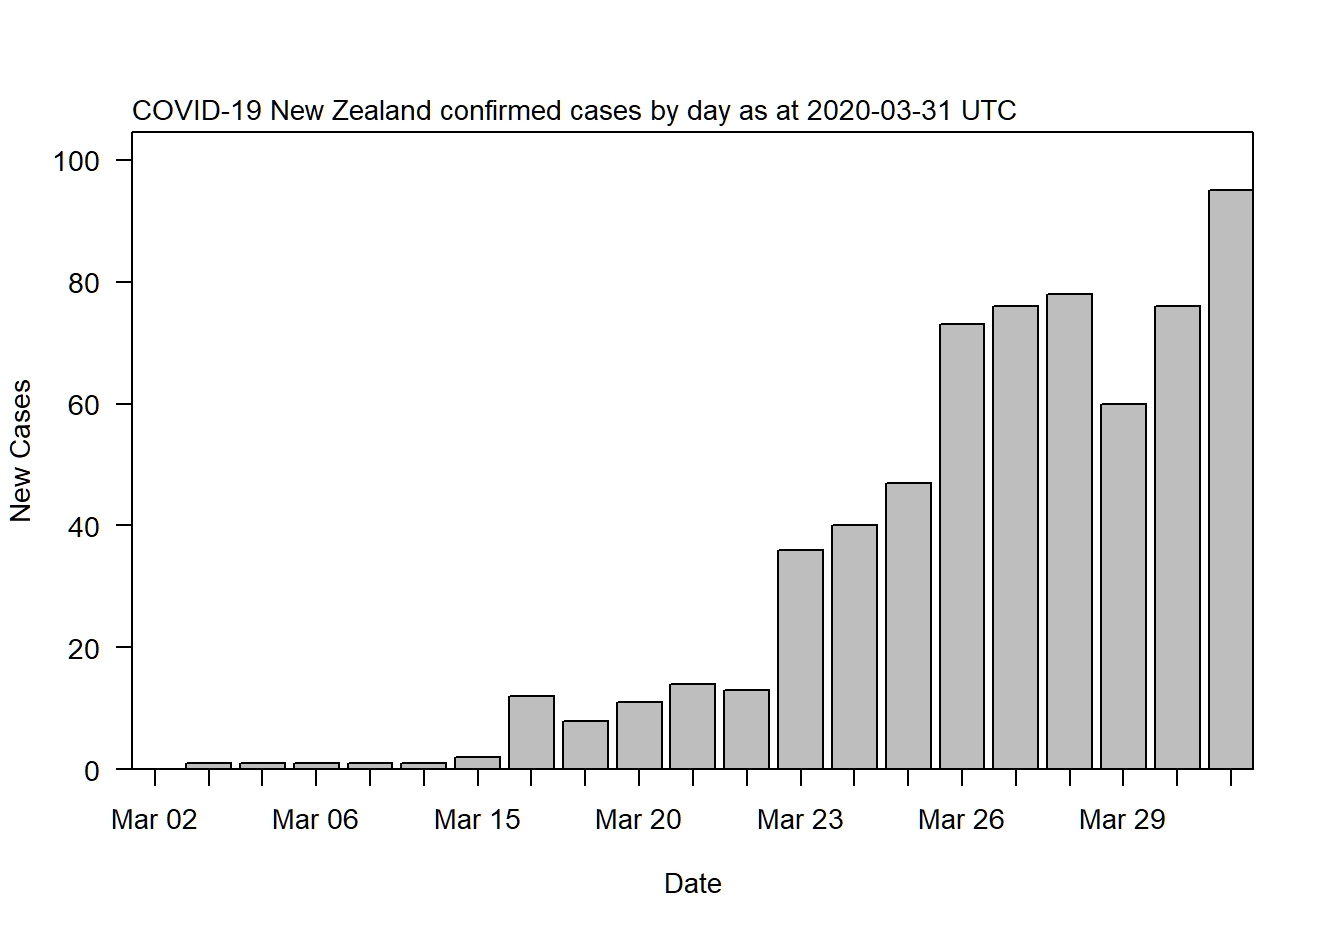 COVID-19 New Zealand confirmed cases by day as at 2020-03-31 UTC
100
80
60
40
20
0
New Cases
Mar 02 Mar 06 Mar 15 Mar 20 Mar 23 Mar 26 Mar 29
Date